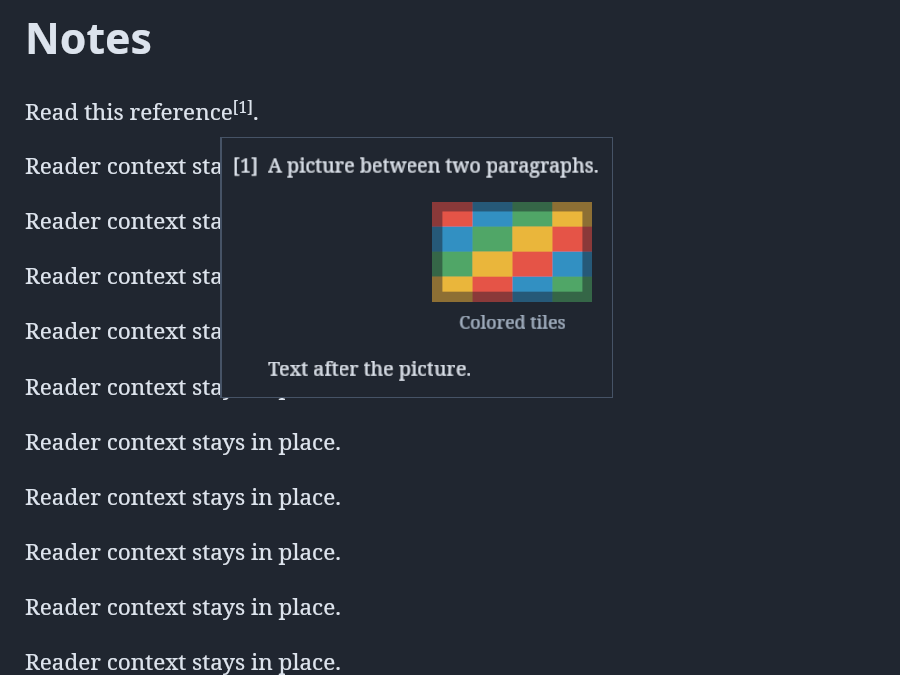 Notes
Read this reference[1].
Reader context sta
[1] A picture between two paragraphs.
Reader context sta
Reader context sta
Colored tiles
Reader context sta
Text after the picture.
Reader context
Reader context stays in place.
Reader context stays in place.
Reader context stays in place.
Reader context stays in place.
Reader context stays in place.